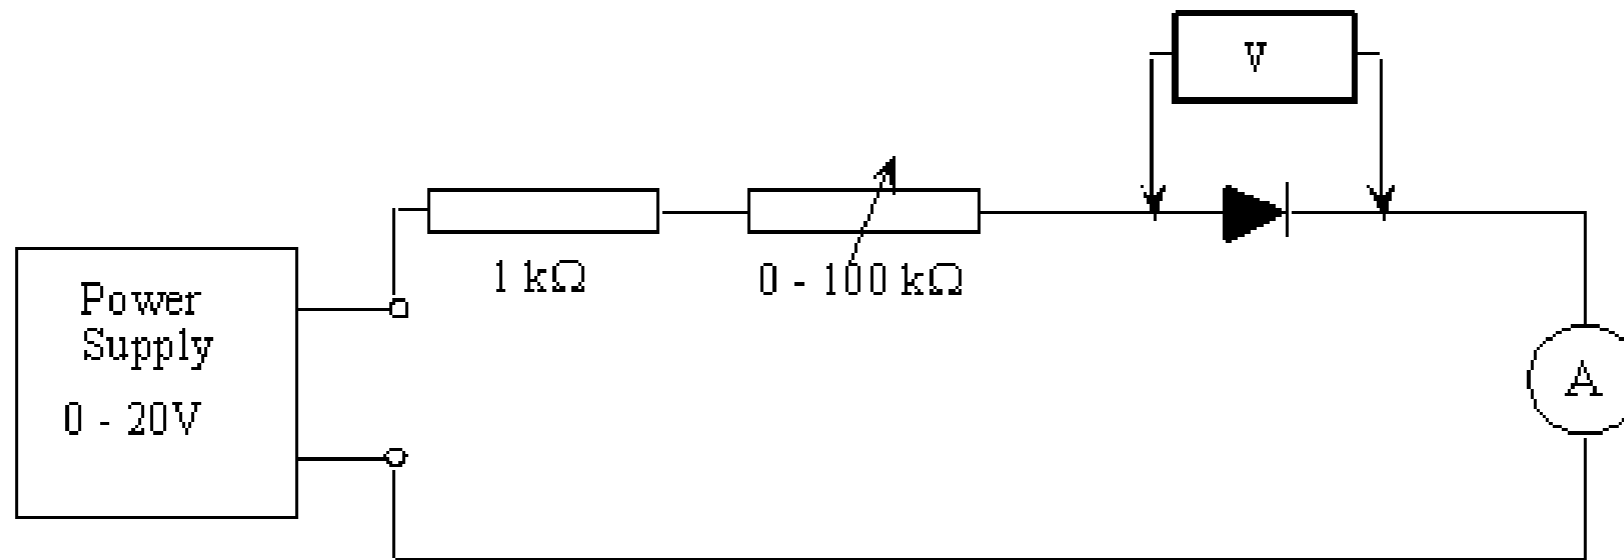 V
1 kΩ
0 - 100 kΩ
Power
Supply
0 - 20V
A